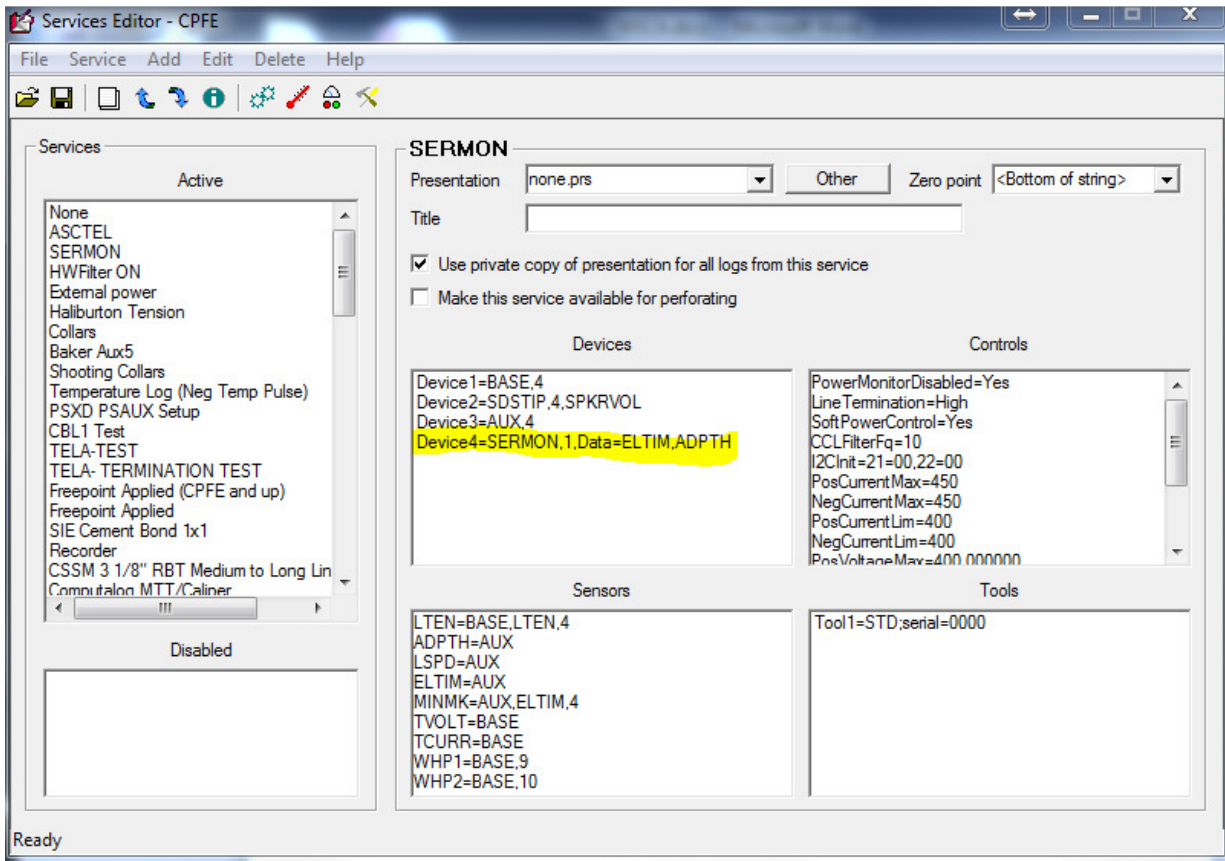 Services Editor - CPFE
File Service Add Edit Delete Help
Services
Active
None
ASCTEL
SERMON
HWFilter ON
External power
Haliburton Tension
Collars
Baker Aux5
Shooting Collars
Temperature Log (Neg Temp Pulse)
PSXD PSAUX Setup
CBL1 Test
TELA-TEST
TELA- TERMINATION TEST
Freepoint Applied (CPFE and up)
Freepoint Applied
SIE Cement Bond 1x1
Recorder
CSSM 3 1/8" RBT Medium to Long Lin
Computalog MTT/Caliper
Disabled
SERMON
Presentation none.prs Other Zero point <Bottom of string>
Title
Use private copy of presentation for all logs from this service
Make this service available for perforating
Devices
Device1=BASE,4
Device2=SDSTIP,4,SPKRVOL
Device3=AUX,4
Device4=SERMON,1,Data=ELTIM,ADPTH
Controls
PowerMonitorDisabled=Yes
LineTermination=High
SoftPowerControl=Yes
CCLFilterFq=10
I2CInit=21=00,22=00
PosCurrentMax=450
NegCurrentMax=450
PosCurrentLim=400
NegCurrentLim=400
PosVoltageMax=400.000000
Sensors
LTEN=BASE,LTEN,4
ADPTH=AUX
LSPD=AUX
ELTIM=AUX
MINMK=AUX,ELTIM,4
TVOLT=BASE
TCURR=BASE
WHP1=BASE,9
WHP2=BASE,10
Tools
Tool1=STD;serial=0000
Ready